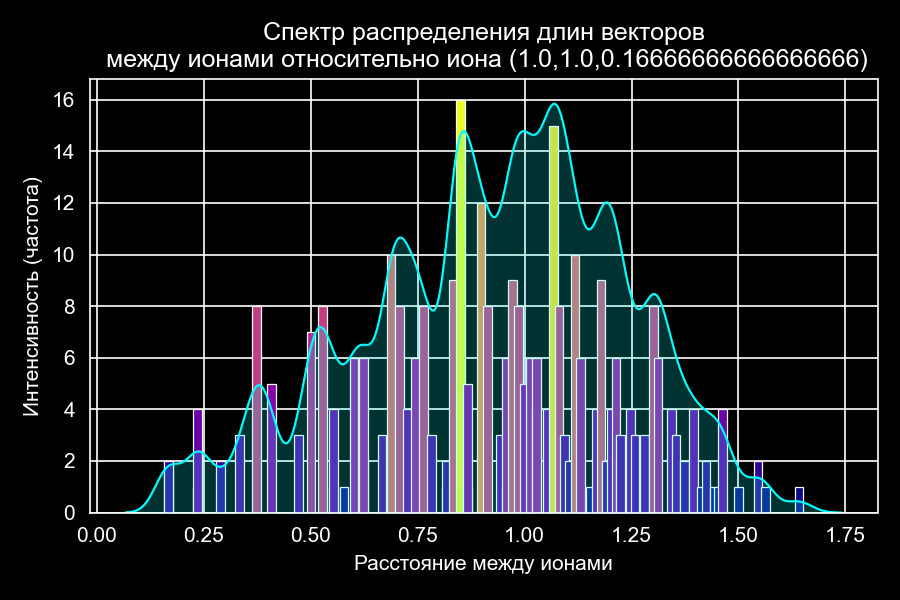 Спектр распределения длин векторов
между ионами относительно иона (1.0,1.0,0.16666666666666666)
Интенсивность (частота)
16
14
12
10
8
6
4
2
0
0.00 0.25 0.50 0.75 1.00 1.25 1.50 1.75
Расстояние между ионами